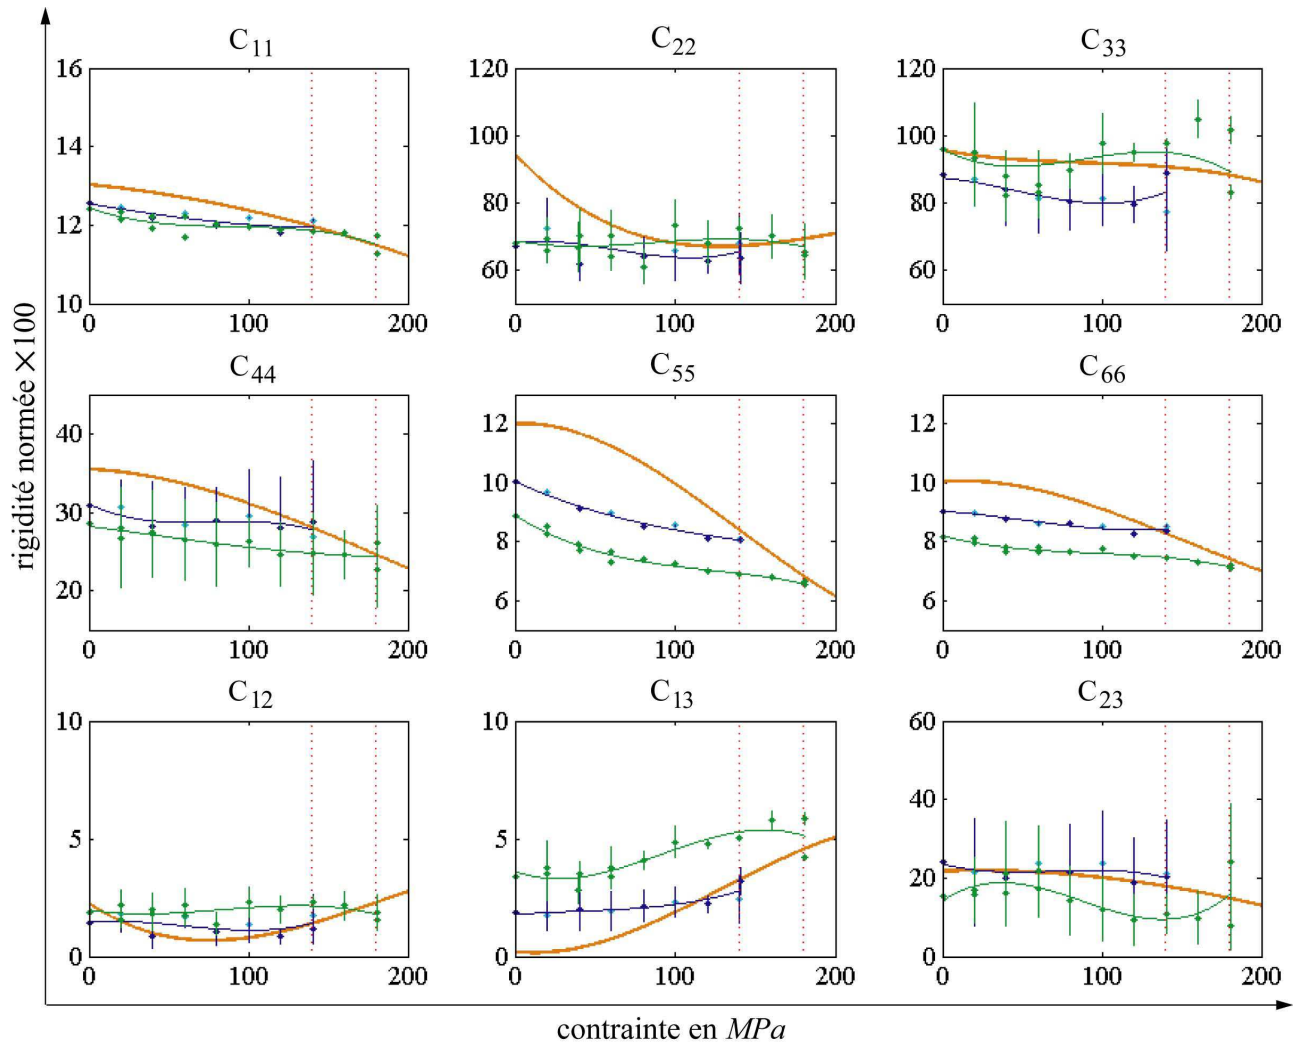 C11 C22 C33
16 120 120
14 100 100
12 80 80
10 60 60
0 100 200 0 100 200 0 100 200
rigidité normée ×100
C44 C55 C66
40 12 12
30 10 10
20 8 8
6 6
0 100 200 0 100 200 0 100 200
C12 C13 C23
10 10 60
5 5 40
20
0 0 0
0 100 200 0 100 200 0 100 200
contrainte en MPa